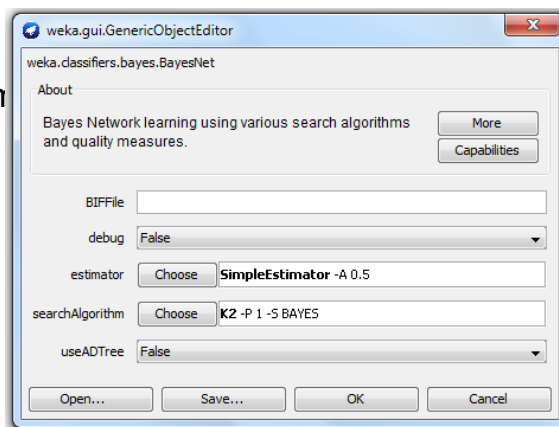 weka.gui.GenericObjectEditor
weka.classifiers.bayes.BayesNet
About
Bayes Network learning using various search algorithms
and quality measures.
More
Capabilities
BIFFile
debug False
estimator Choose SimpleEstimator -A 0.5
searchAlgorithm Choose K2 -P 1 -S BAYES
useADTree False
Open... Save... OK Cancel